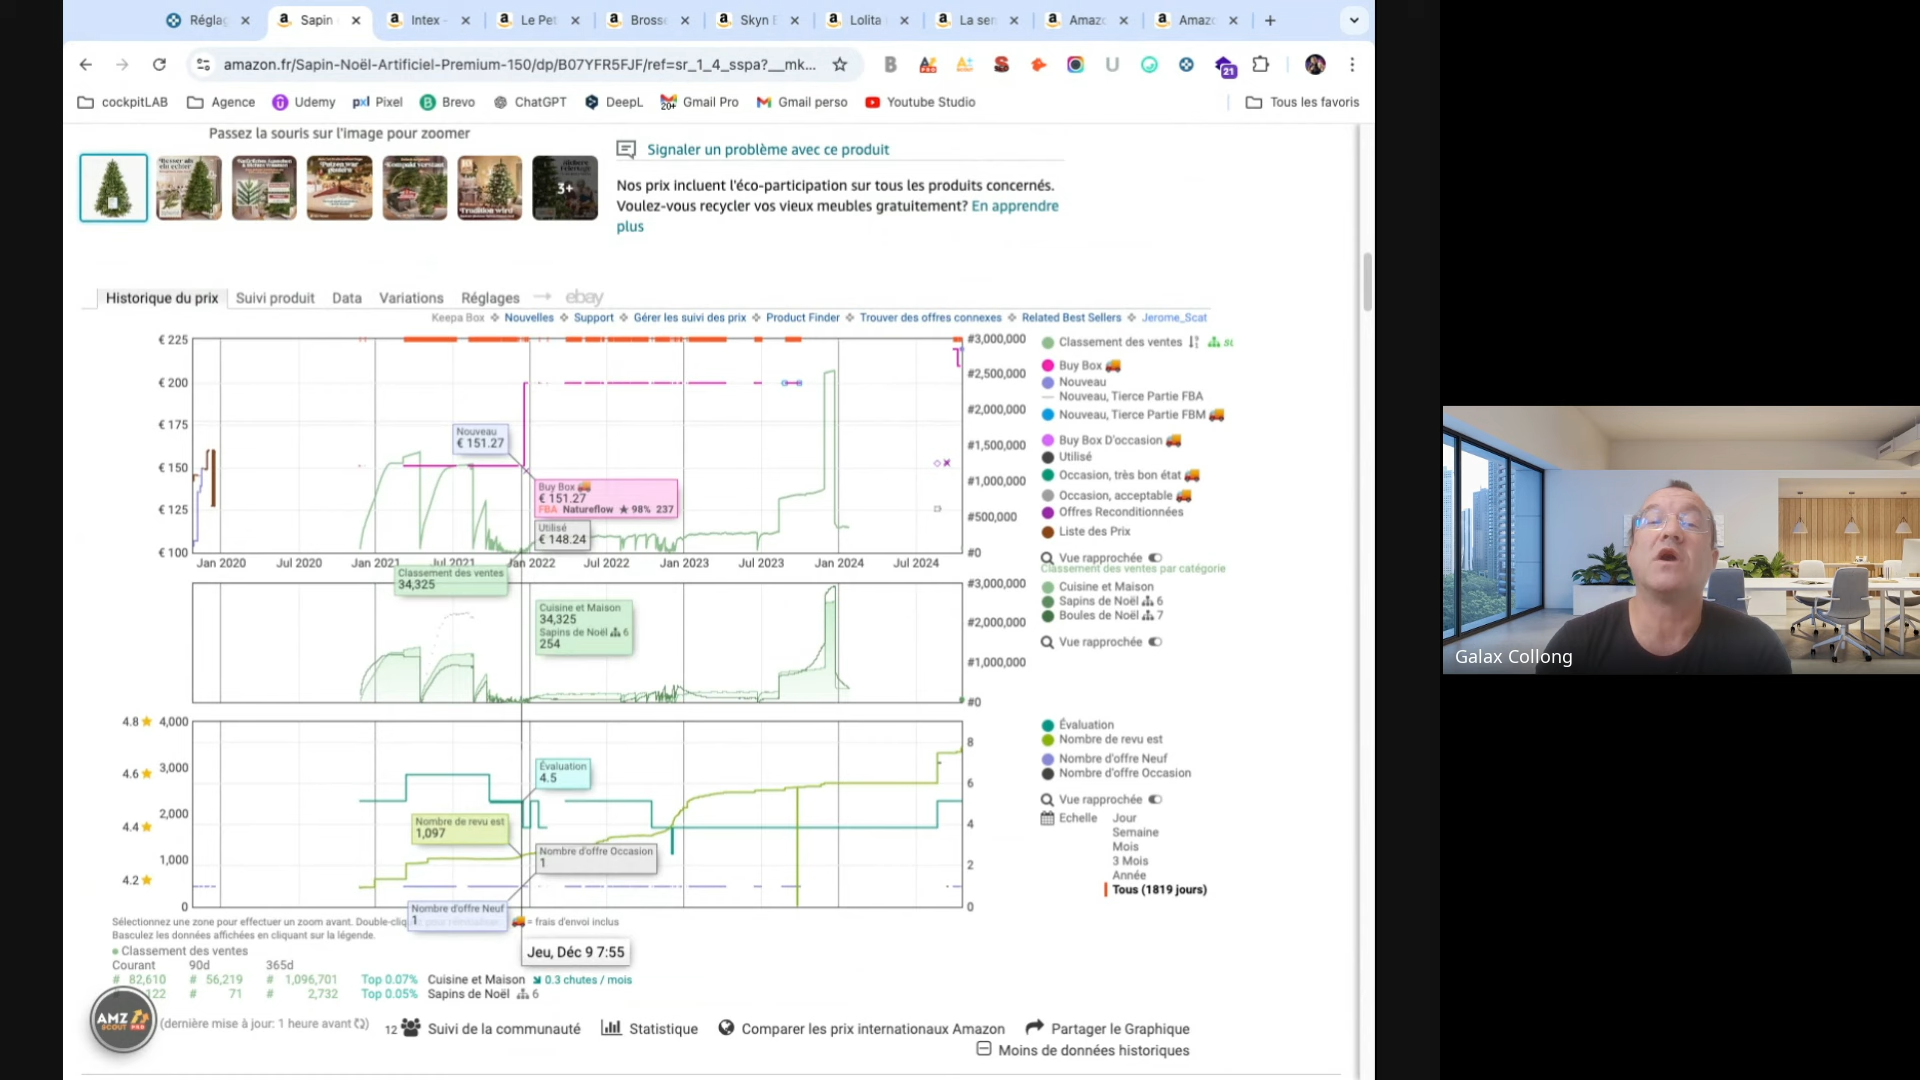 Réglag
Sapin
Intex -
Le Pet
Bross
Skyn E
Lolita
La sen
Amazo
Amazo
amazon.fr/Sapin-Noël-Artificiel-Premium-150/dp/B07YFR5FJF/ref=sr_1_4_sspa?__mk...
21
cockpitLAB
Agence
Udemy
pxl Pixel
Brevo
ChatGPT
DeepL
20+ Gmail Pro
Gmail perso
Youtube Studio
Tous les favoris
Passez la souris sur l'image pour zoomer
3+
Signaler un problème avec ce produit
Nos prix incluent l'éco-participation sur tous les produits concernés.
Voulez-vous recycler vos vieux meubles gratuitement? En apprendre
plus
Historique du prix
Suivi produit
Data
Variations
Réglages
ebay
Keepa Box Nouvelles Support Gérer les suivi des prix Product Finder Trouver des offres connexes Related Best Sellers Jerome_Scat
€ 225
€ 200
€ 175
€ 150
€ 125
€ 100
#3,000,000
#2,500,000
#2,000,000
#1,500,000
#1,000,000
#500,000
#0
Nouveau
€ 151.27
Buy Box
€ 151.27
FBA Natureflow ★ 98% 237
Utilisé
€ 148.24
Jan 2020
Jul 2020
Jan 2021
Jul 2021
Jan 2022
Jul 2022
Jan 2023
Jul 2023
Jan 2024
Jul 2024
Classement des ventes
Buy Box
Nouveau
Nouveau, Tierce Partie FBA
Nouveau, Tierce Partie FBM
Buy Box D'occasion
Utilisé
Occasion, très bon état
Occasion, acceptable
Offres Reconditionnées
Liste des Prix
Vue rapprochée
Classement des ventes par catégorie
Classement des ventes
34,325
Cuisine et Maison
34,325
Sapins de Noël 6
254
#3,000,000
#2,000,000
#1,000,000
#0
Cuisine et Maison
Sapins de Noël 6
Boules de Noël 7
Vue rapprochée
4.8 ★ 4,000
4.6 ★ 3,000
2,000
4.4 ★
1,000
4.2 ★
0
8
6
4
2
0
Évaluation
4.5
Nombre de revu est
1,097
Nombre d'offre Occasion
1
Nombre d'offre Neuf
1
Évaluation
Nombre de revu est
Nombre d'offre Neuf
Nombre d'offre Occasion
Vue rapprochée
Echelle
Jour
Semaine
Mois
3 Mois
Année
Tous (1819 jours)
Sélectionnez une zone pour effectuer un zoom avant. Double-cliq
= frais d'envoi inclus
Basculez les données affichées en cliquant sur la légende.
Jeu, Déc 9 7:55
Classement des ventes
Courant 90d 365d
# 82,610 # 56,219 # 1,096,701 Top 0.07% Cuisine et Maison 0.3 chutes / mois
122 # 71 # 2,732 Top 0.05% Sapins de Noël 6
AMZ
SCOUT PRO
(dernière mise à jour: 1 heure avant)
12 Suivi de la communauté
Statistique
Comparer les prix internationaux Amazon
Partager le Graphique
Moins de données historiques
Galax Collong